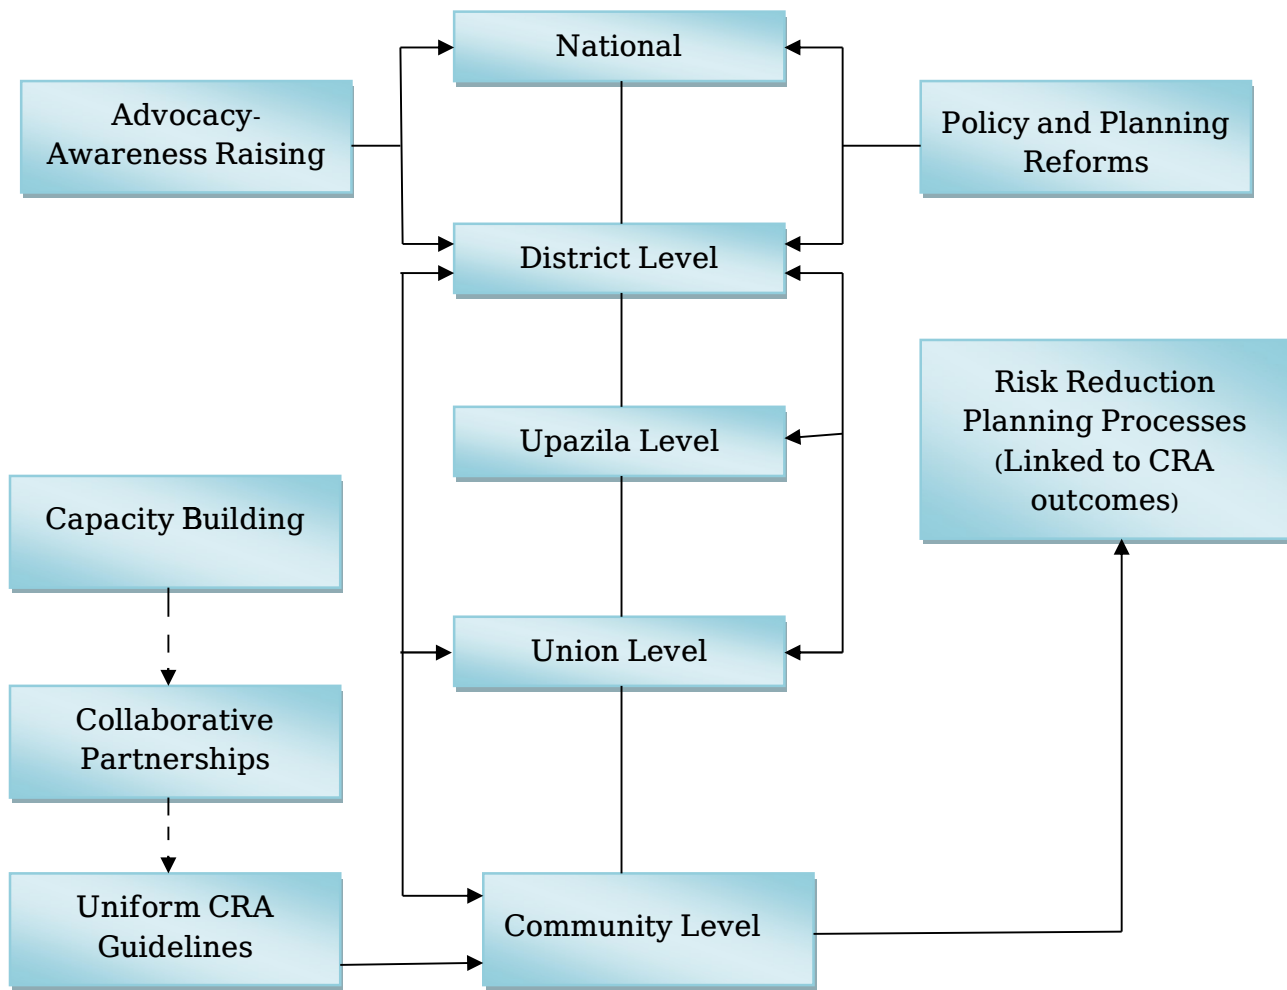 National
Advocacy-
Awareness Raising
Policy and Planning
Reforms
District Level
Risk Reduction
Planning Processes
(Linked to CRA
outcomes)
Upazila Level
Capacity Building
Union Level
Collaborative
Partnerships
Uniform CRA
Guidelines
Community Level